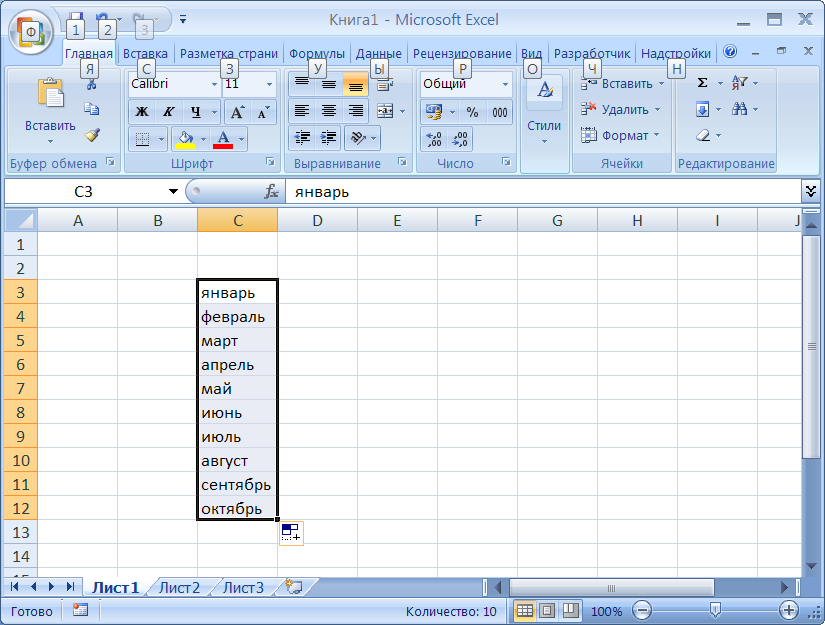 Книга1 - Microsoft Excel
Ф 1 2 3
Главная Вставка Разметка страни Формулы Данные Рецензирование Вид Разработчик Надстройки
Я С З У Ы Р О Ч Н
Calibri 11 Общий Вставить Σ
Вставить Ж К Ч А А % 000 Стили Удалить
А Формат
Буфер обмена Шрифт Выравнивание Число Ячейки Редактирование
C3 fx январь
A B C D E F G H I J
1
2
3 январь
4 февраль
5 март
6 апрель
7 май
8 июнь
9 июль
10 август
11 сентябрь
12 октябрь
13
14
Лист1 Лист2 Лист3
Готово Количество: 10 100%